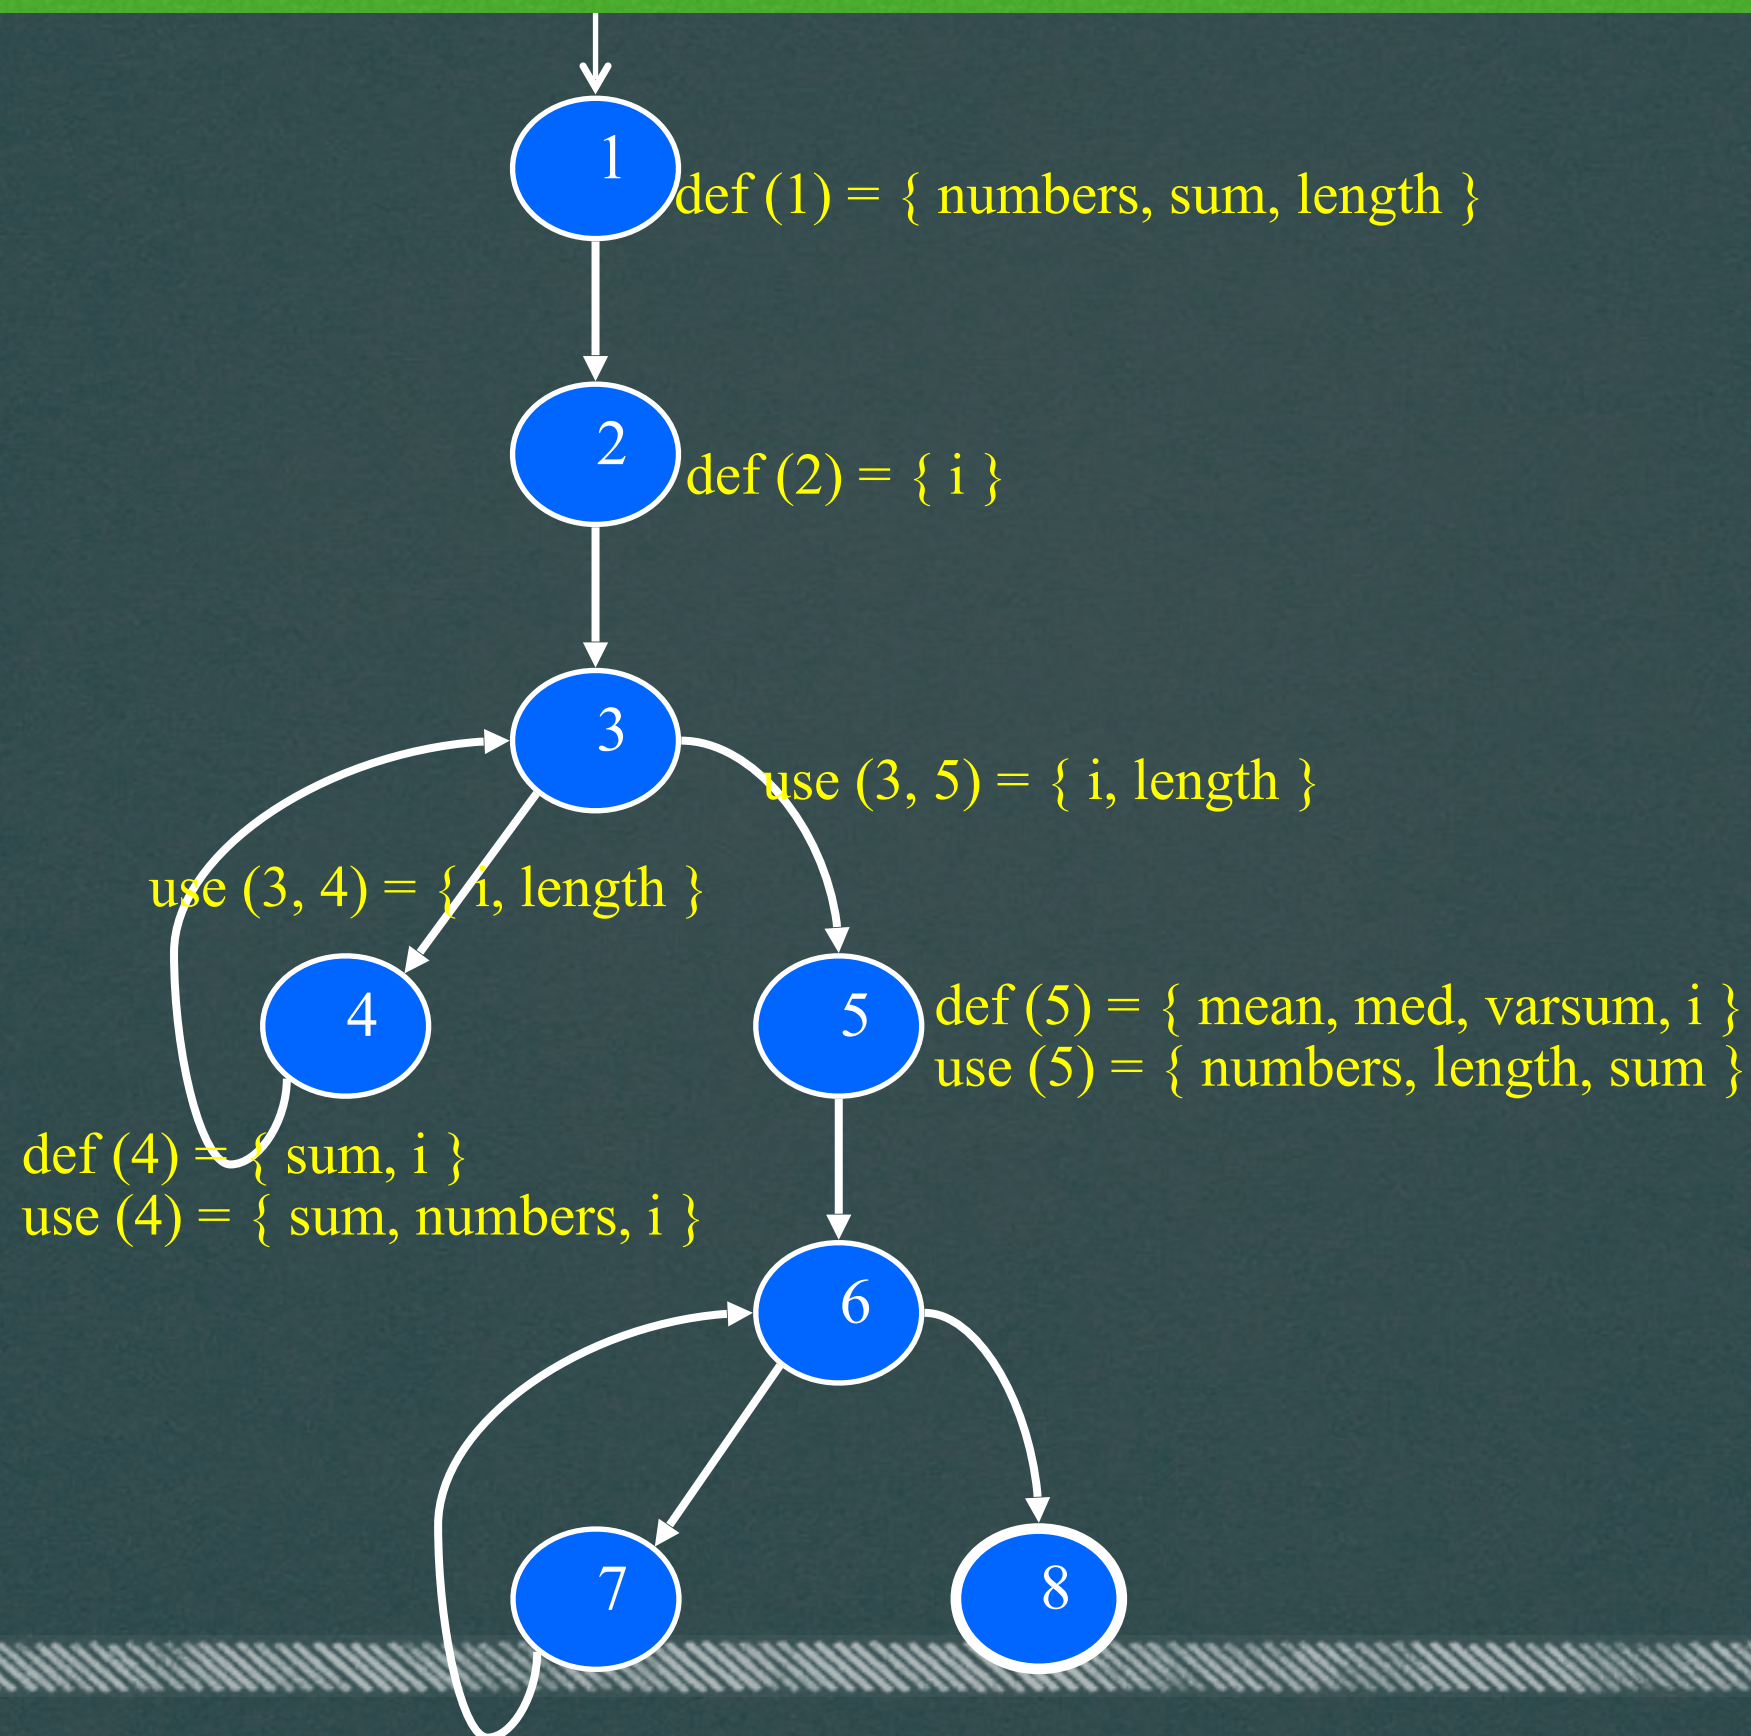 1
def (1) = { numbers, sum, length }
2
def (2) = { i }
3
use (3, 5) = { i, length }
use (3, 4) = { i, length }
4
5
def (5) = { mean, med, varsum, i }
use (5) = { numbers, length, sum }
def (4) = { sum, i }
use (4) = { sum, numbers, i }
6
7
8